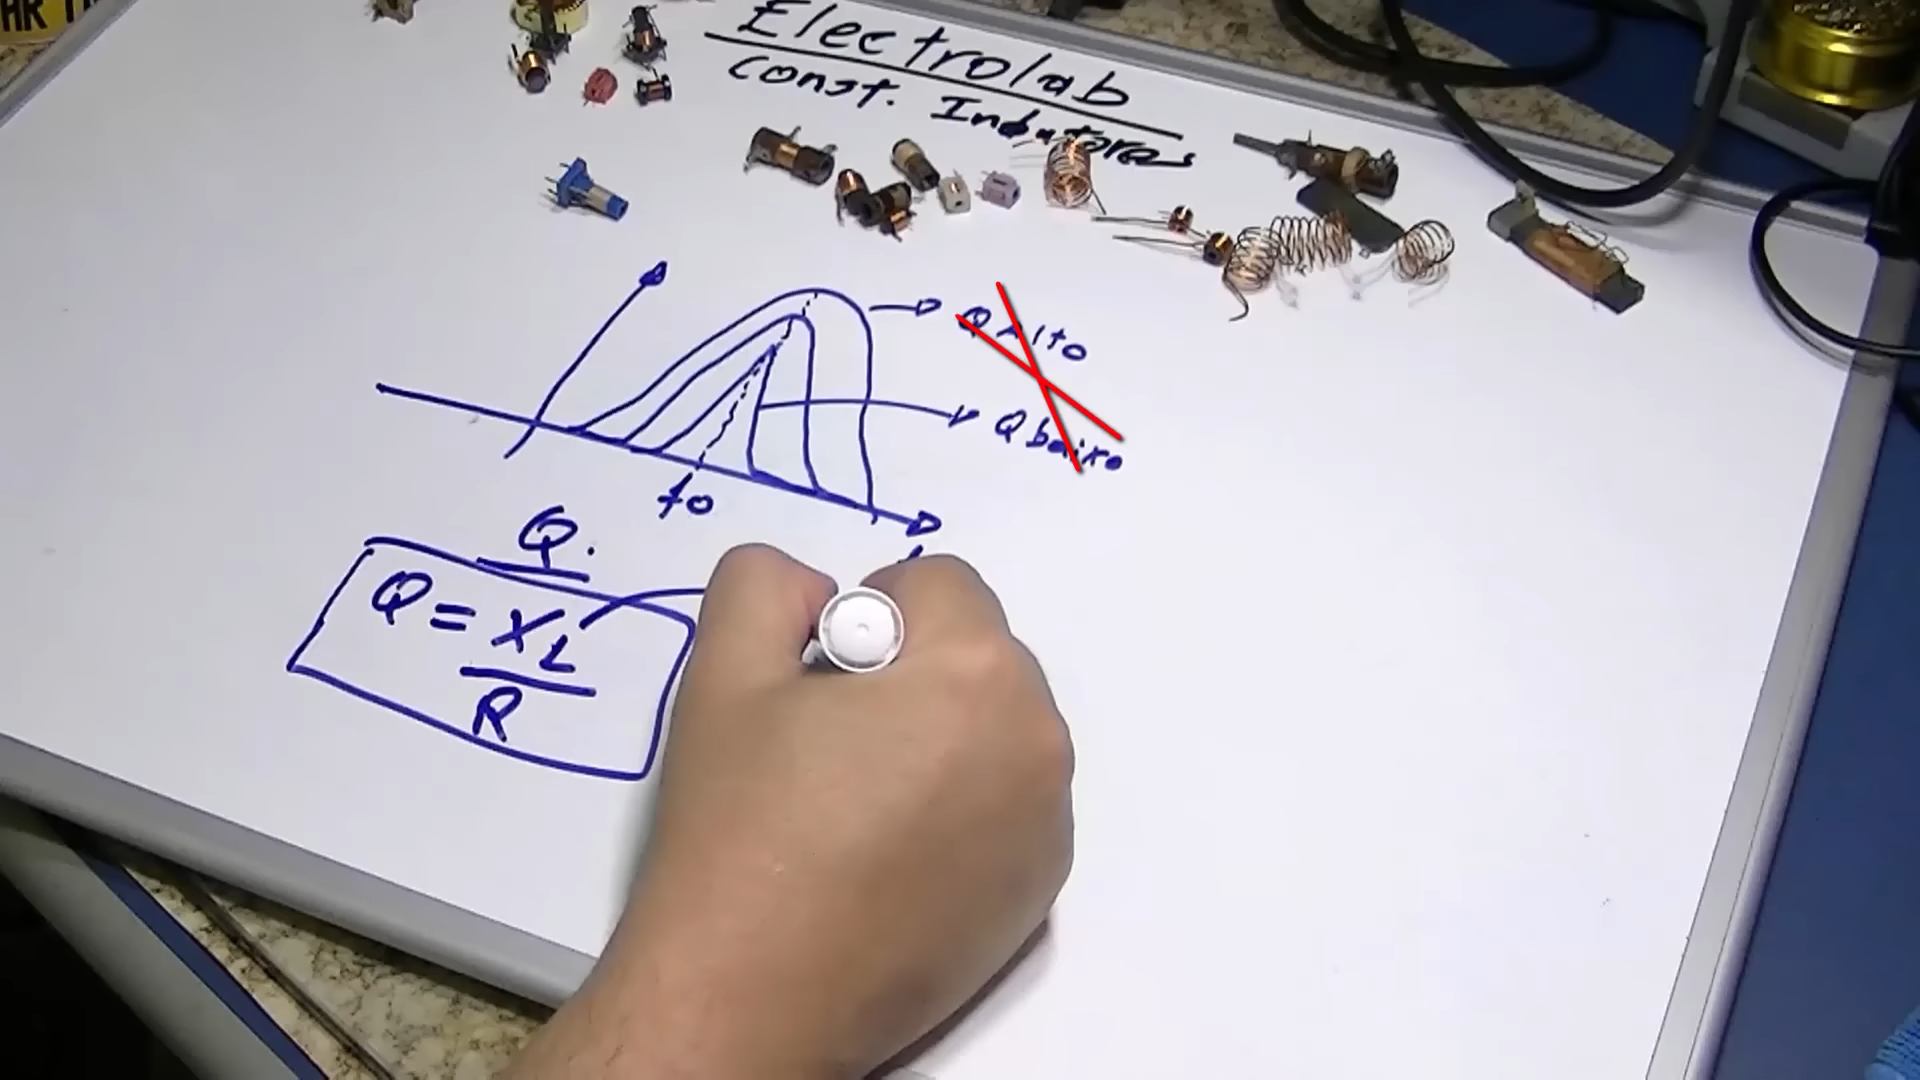 Electrolab
Const. Indutores
Q Alto
Q baixo
fo
Q.
Q = XL
R